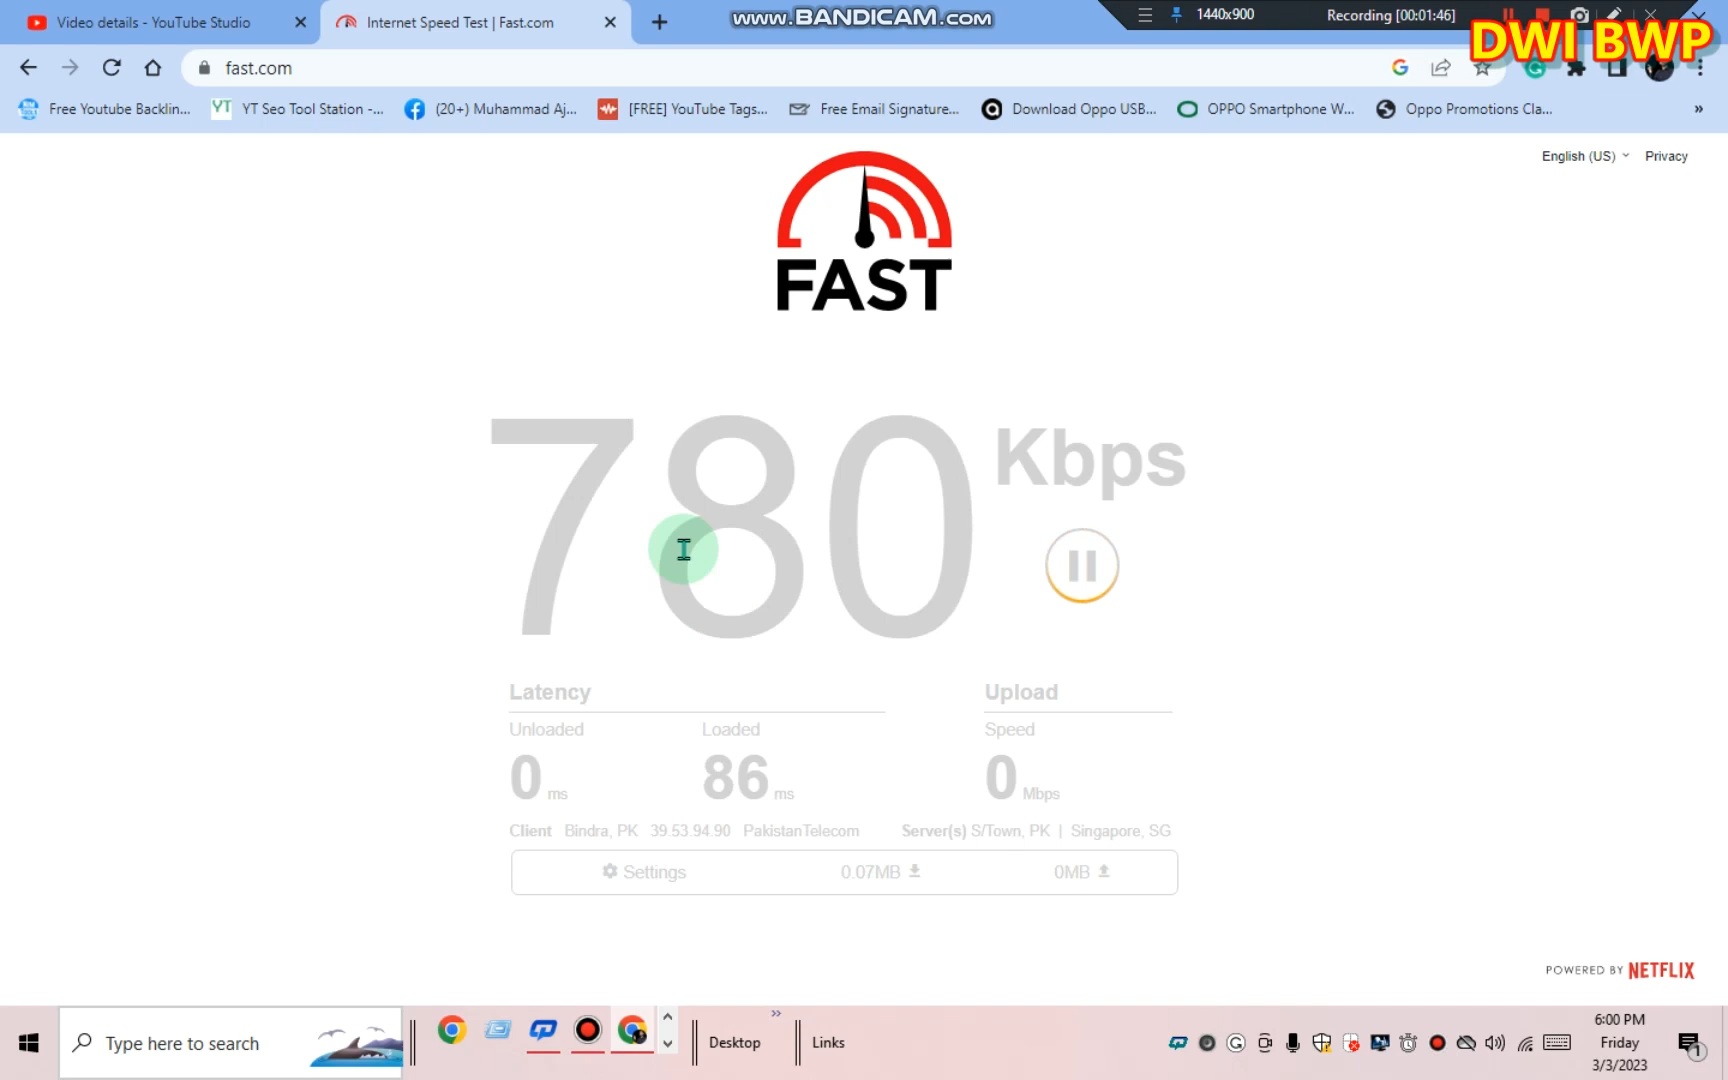 Video details - YouTube Studio
Internet Speed Test | Fast.com
www.BANDICAM.com
1440x900
Recording [00:01:46]
DWI BWP
fast.com
Free Youtube Backlin...
YT
YT Seo Tool Station -...
(20+) Muhammad Aj...
[FREE] YouTube Tags...
Free Email Signature...
Download Oppo USB...
OPPO Smartphone W...
Oppo Promotions Cla...
»
English (US)
Privacy
FAST
780 Kbps
Latency
Upload
Unloaded
Loaded
Speed
0 ms
86 ms
0 Mbps
Client Bindra, PK 39.53.94.90 PakistanTelecom
Server(s) S/Town, PK | Singapore, SG
Settings
0.07MB
0MB
POWERED BY NETFLIX
Type here to search
Desktop
»
Links
6:00 PM
Friday
3/3/2023
1